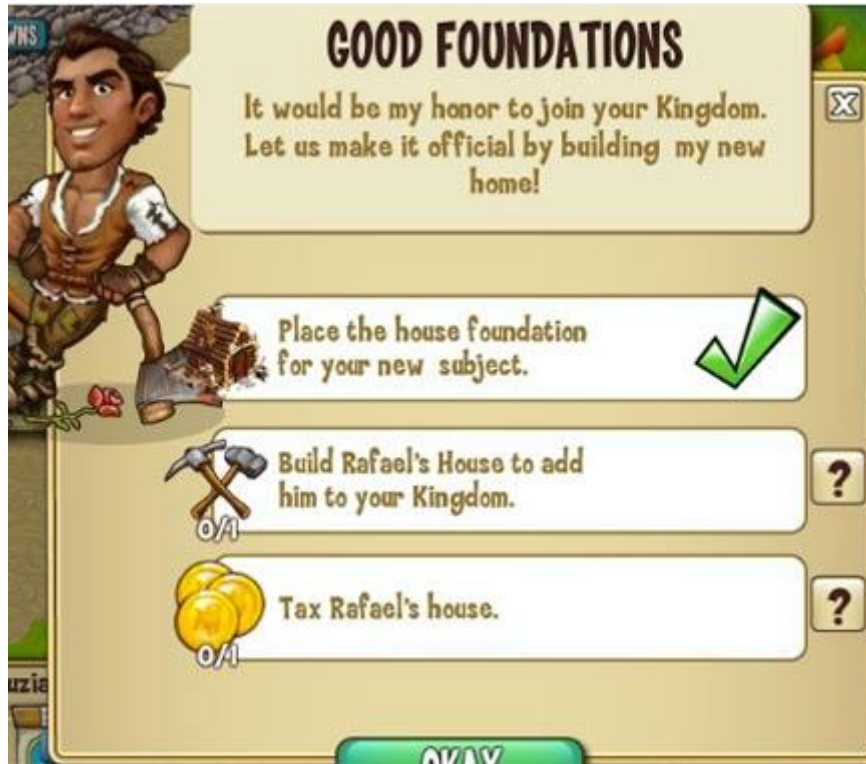 GOOD FOUNDATIONS
It would be my honor to join your Kingdom.
Let us make it official by building my new
home!
X
Place the house foundation
for your new subject.
Build Rafael's House to add
him to your Kingdom.
0/1
?
Tax Rafael's house.
0/1
?
OKAY